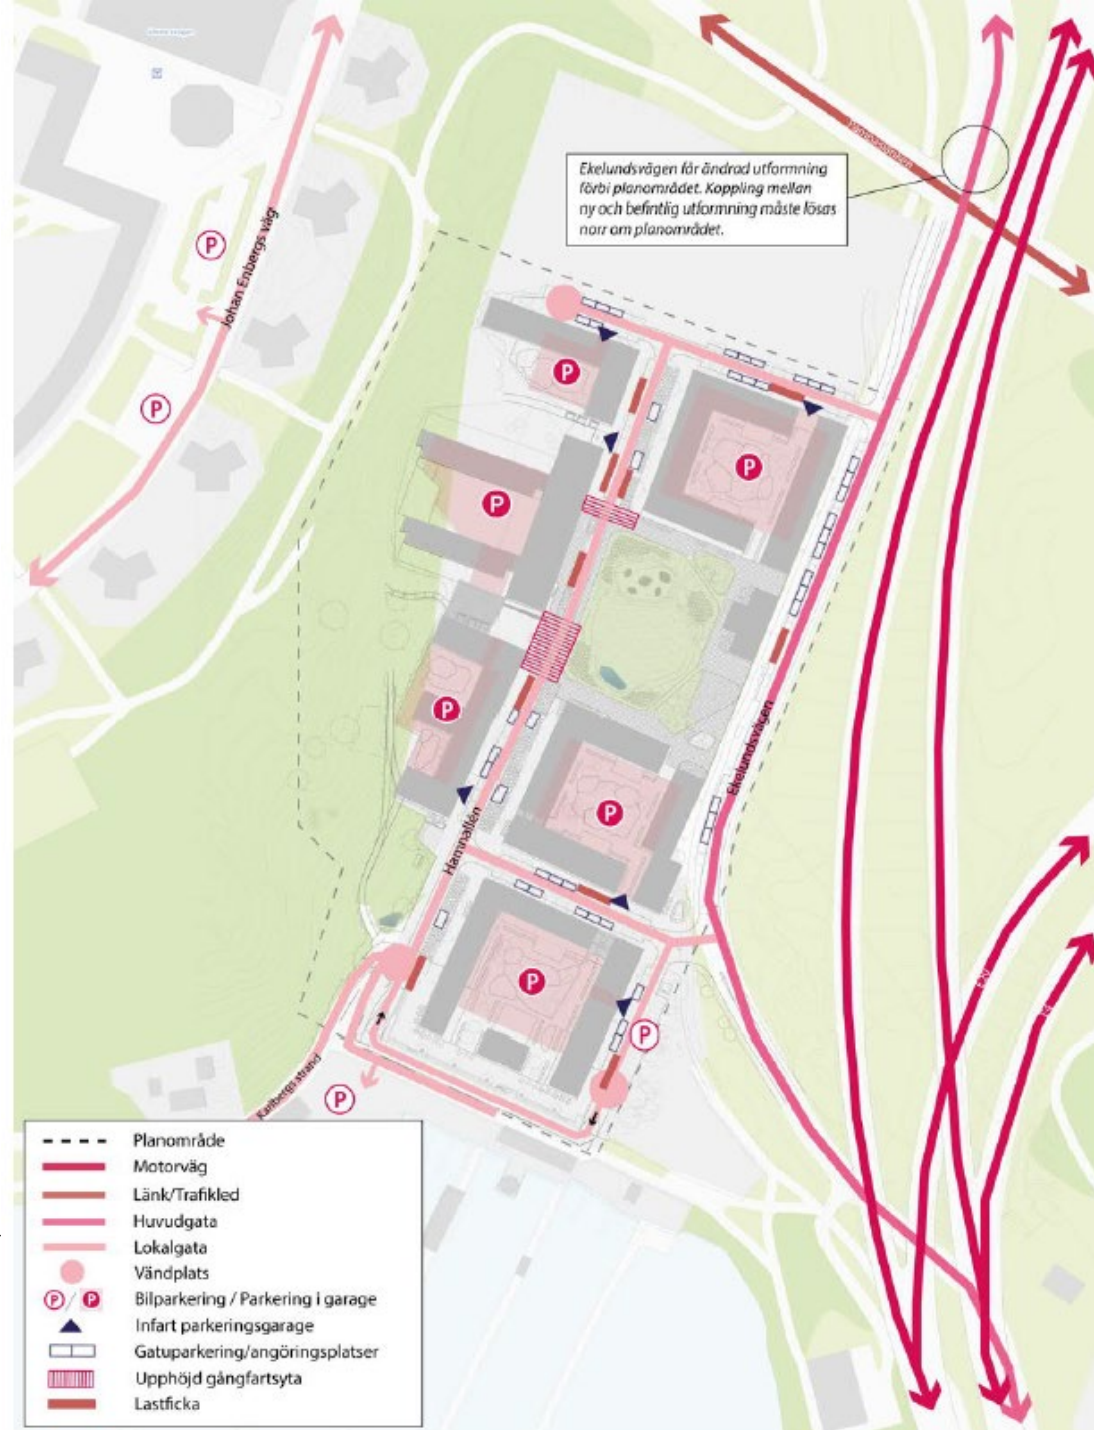 Johan Enbergs väg
P
P
Ekelundsvägen får ändrad utformning
förbi planområdet. Koppling mellan
ny och befintlig utformning måste lösas
norr om planområdet.
P
P
P
P
P
P
P
P
Ekelundsvägen
Hamnallén
Karlbergs strand
E20
E4
Planområde
Motorväg
Länk/Trafikled
Huvudgata
Lokalgata
Vändplats
P / P Bilparkering / Parkering i garage
Infart parkeringsgarage
Gatuparkering/angöringsplatser
Upphöjd gångfartsyta
Lastficka